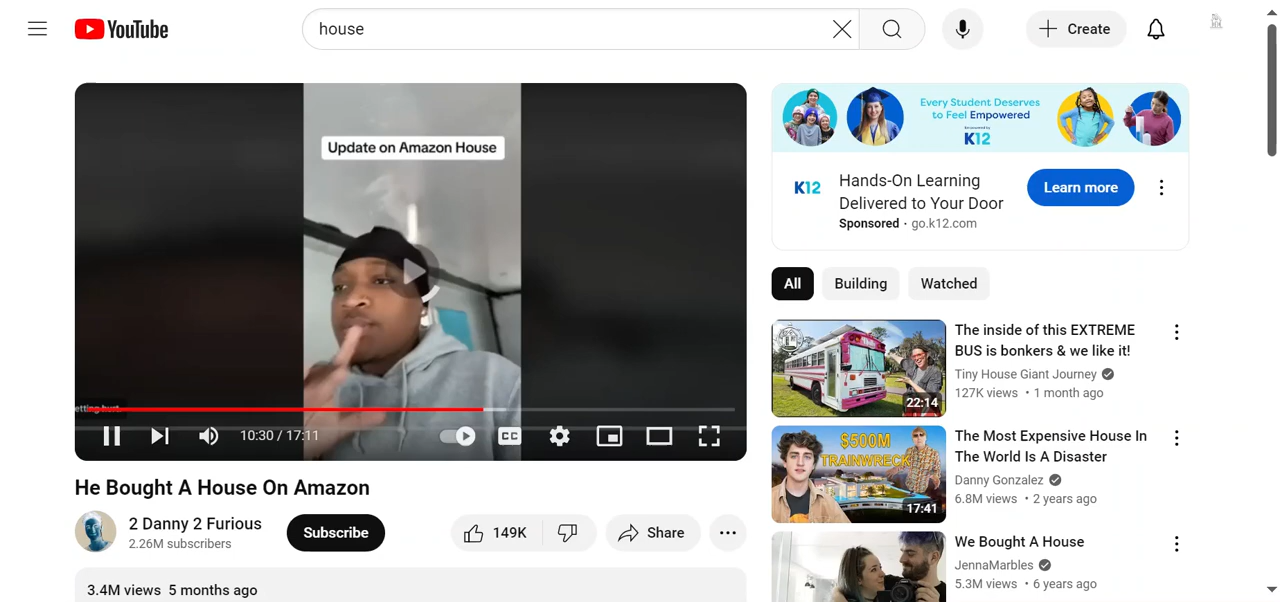 YouTube
house
Create
Update on Amazon House
etting hurt.
10:30 / 17:11
CC
He Bought A House On Amazon
2 Danny 2 Furious
2.26M subscribers
Subscribe
149K
Share
3.4M views 5 months ago
Every Student Deserves
to Feel Empowered
K12
K12
Hands-On Learning
Delivered to Your Door
Sponsored · go.k12.com
Learn more
All
Building
Watched
22:14
The inside of this EXTREME
BUS is bonkers & we like it!
Tiny House Giant Journey
127K views • 1 month ago
$500M
TRAINWRECK
17:41
The Most Expensive House In
The World Is A Disaster
Danny Gonzalez
6.8M views • 2 years ago
We Bought A House
JennaMarbles
5.3M views • 6 years ago